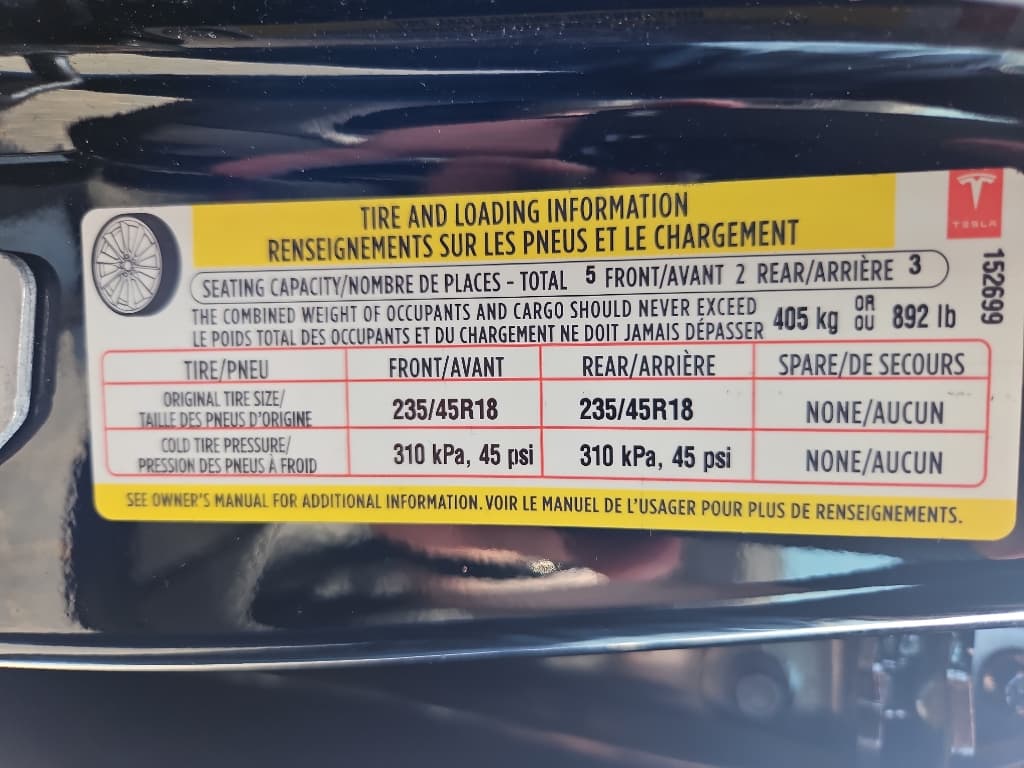 TIRE AND LOADING INFORMATION
RENSEIGNEMENTS SUR LES PNEUS ET LE CHARGEMENT
TESLA
SEATING CAPACITY/NOMBRE DE PLACES - TOTAL 5 FRONT/AVANT 2 REAR/ARRIÈRE 3
THE COMBINED WEIGHT OF OCCUPANTS AND CARGO SHOULD NEVER EXCEED
LE POIDS TOTAL DES OCCUPANTS ET DU CHARGEMENT NE DOIT JAMAIS DÉPASSER
405 kg OR OU 892 lb
152699
TIRE/PNEU FRONT/AVANT REAR/ARRIÈRE SPARE/DE SECOURS
ORIGINAL TIRE SIZE/
TAILLE DES PNEUS D'ORIGINE
235/45R18 235/45R18 NONE/AUCUN
COLD TIRE PRESSURE/
PRESSION DES PNEUS À FROID
310 kPa, 45 psi 310 kPa, 45 psi NONE/AUCUN
SEE OWNER'S MANUAL FOR ADDITIONAL INFORMATION. VOIR LE MANUEL DE L'USAGER POUR PLUS DE RENSEIGNEMENTS.